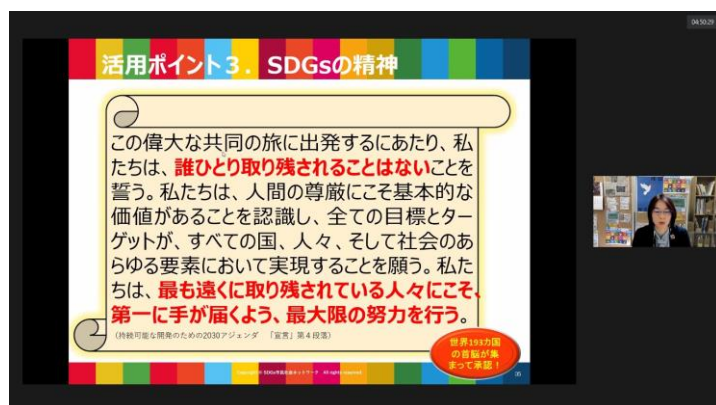 04:50:29
活用ポイント３．SDGsの精神
この偉大な共同の旅に出発するにあたり、私
たちは、誰ひとり取り残されることはないことを
誓う。私たちは、人間の尊厳にこそ基本的な
価値があることを認識し、全ての目標とター
ゲットが、すべての国、人々、そして社会のあ
らゆる要素において実現することを願う。私た
ちは、最も遠くに取り残されている人々にこそ、
第一に手が届くよう、最大限の努力を行う。
（持続可能な開発のための2030アジェンダ　「宣言」第４段落）
世界193カ国
の首脳が集
まって承認！